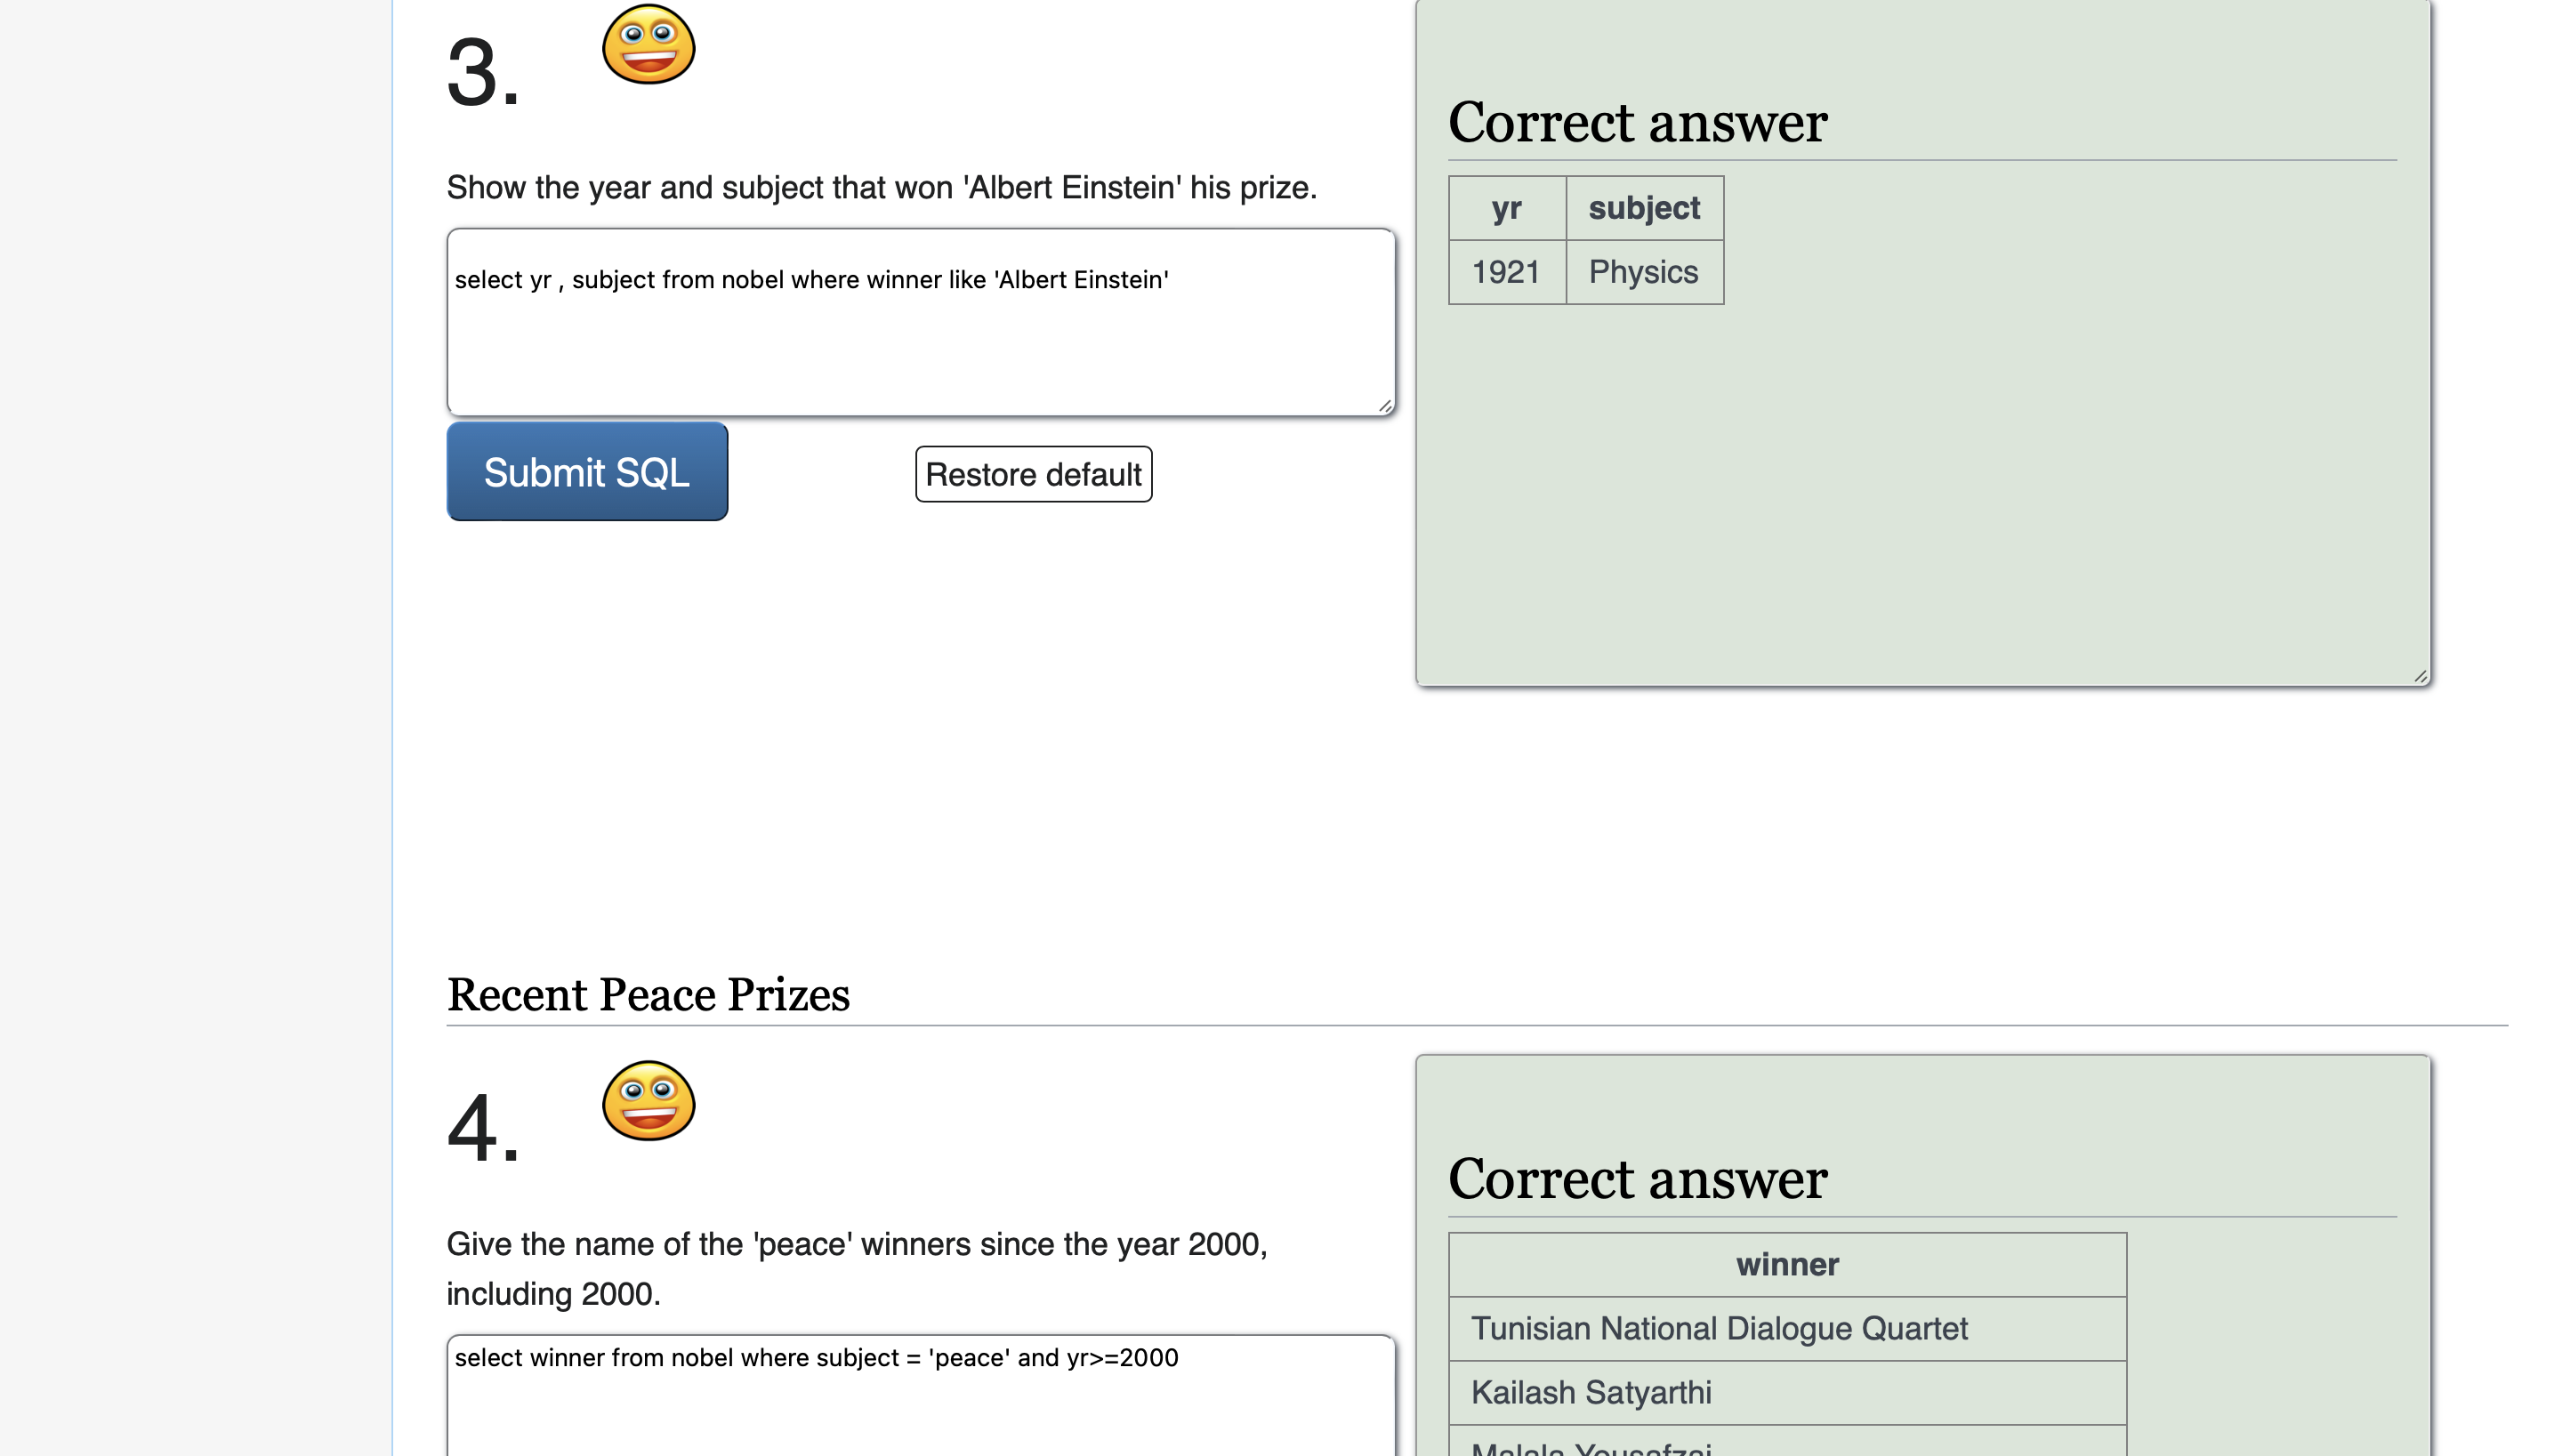 3.
Show the year and subject that won 'Albert Einstein' his prize.
select yr , subject from nobel where winner like 'Albert Einstein'
Submit SQL
Restore default
Correct answer
yr subject
1921 Physics
Recent Peace Prizes
4.
Give the name of the 'peace' winners since the year 2000,
including 2000.
select winner from nobel where subject = 'peace' and yr>=2000
Correct answer
winner
Tunisian National Dialogue Quartet
Kailash Satyarthi
Malala Yousafzai